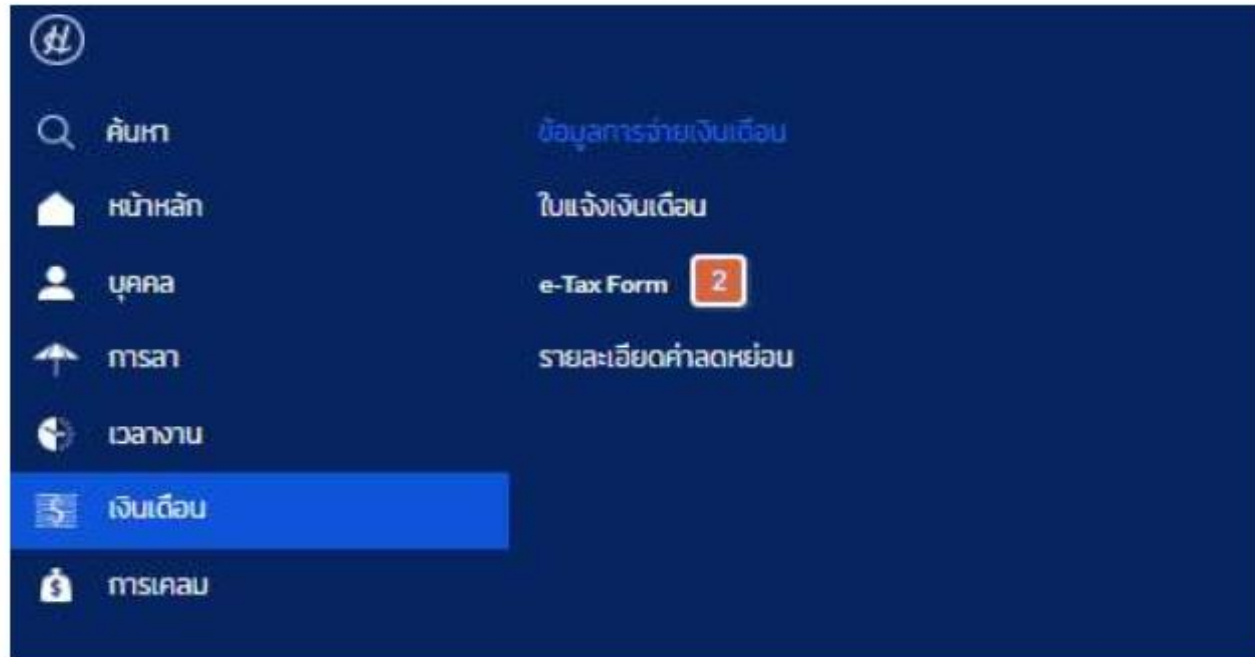 ค้นหา
หน้าหลัก
บุคคล
การลา
เวลางาน
เงินเดือน
การเคลม
ข้อมูลการจ่ายเงินเดือน
ใบแจ้งเงินเดือน
e-Tax Form 2
รายละเอียดค่าลดหย่อน